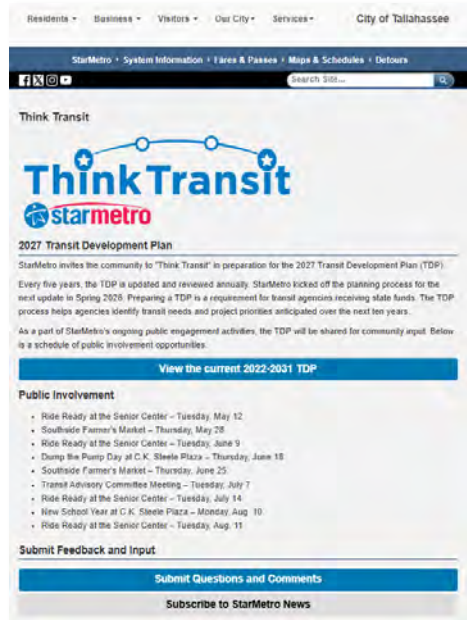 Residents Business Visitors Our City Services City of Tallahassee
StarMetro System Information Fares & Passes Maps & Schedules Detours
Search Site...
Think Transit
Think Transit
starmetro
2027 Transit Development Plan
StarMetro invites the community to "Think Transit" in preparation for the 2027 Transit Development Plan (TDP).
Every five years, the TDP is updated and reviewed annually. StarMetro kicked off the planning process for the
next update in Spring 2026. Preparing a TDP is a requirement for transit agencies receiving state funds. The TDP
process helps agencies identify transit needs and project priorities anticipated over the next ten years.
As a part of StarMetro's ongoing public engagement activities, the TDP will be shared for community input. Below
is a schedule of public involvement opportunities.
View the current 2022-2031 TDP
Public Involvement
Ride Ready at the Senior Center – Tuesday, May 12
Southside Farmer's Market – Thursday, May 28
Ride Ready at the Senior Center – Tuesday, June 9
Dump the Pump Day at C.K. Steele Plaza – Thursday, June 18
Southside Farmer's Market – Thursday, June 25
Transit Advisory Committee Meeting – Tuesday, July 7
Ride Ready at the Senior Center – Tuesday, July 14
New School Year at C.K. Steele Plaza – Monday, Aug. 10
Ride Ready at the Senior Center – Tuesday, Aug. 11
Submit Feedback and Input
Submit Questions and Comments
Subscribe to StarMetro News